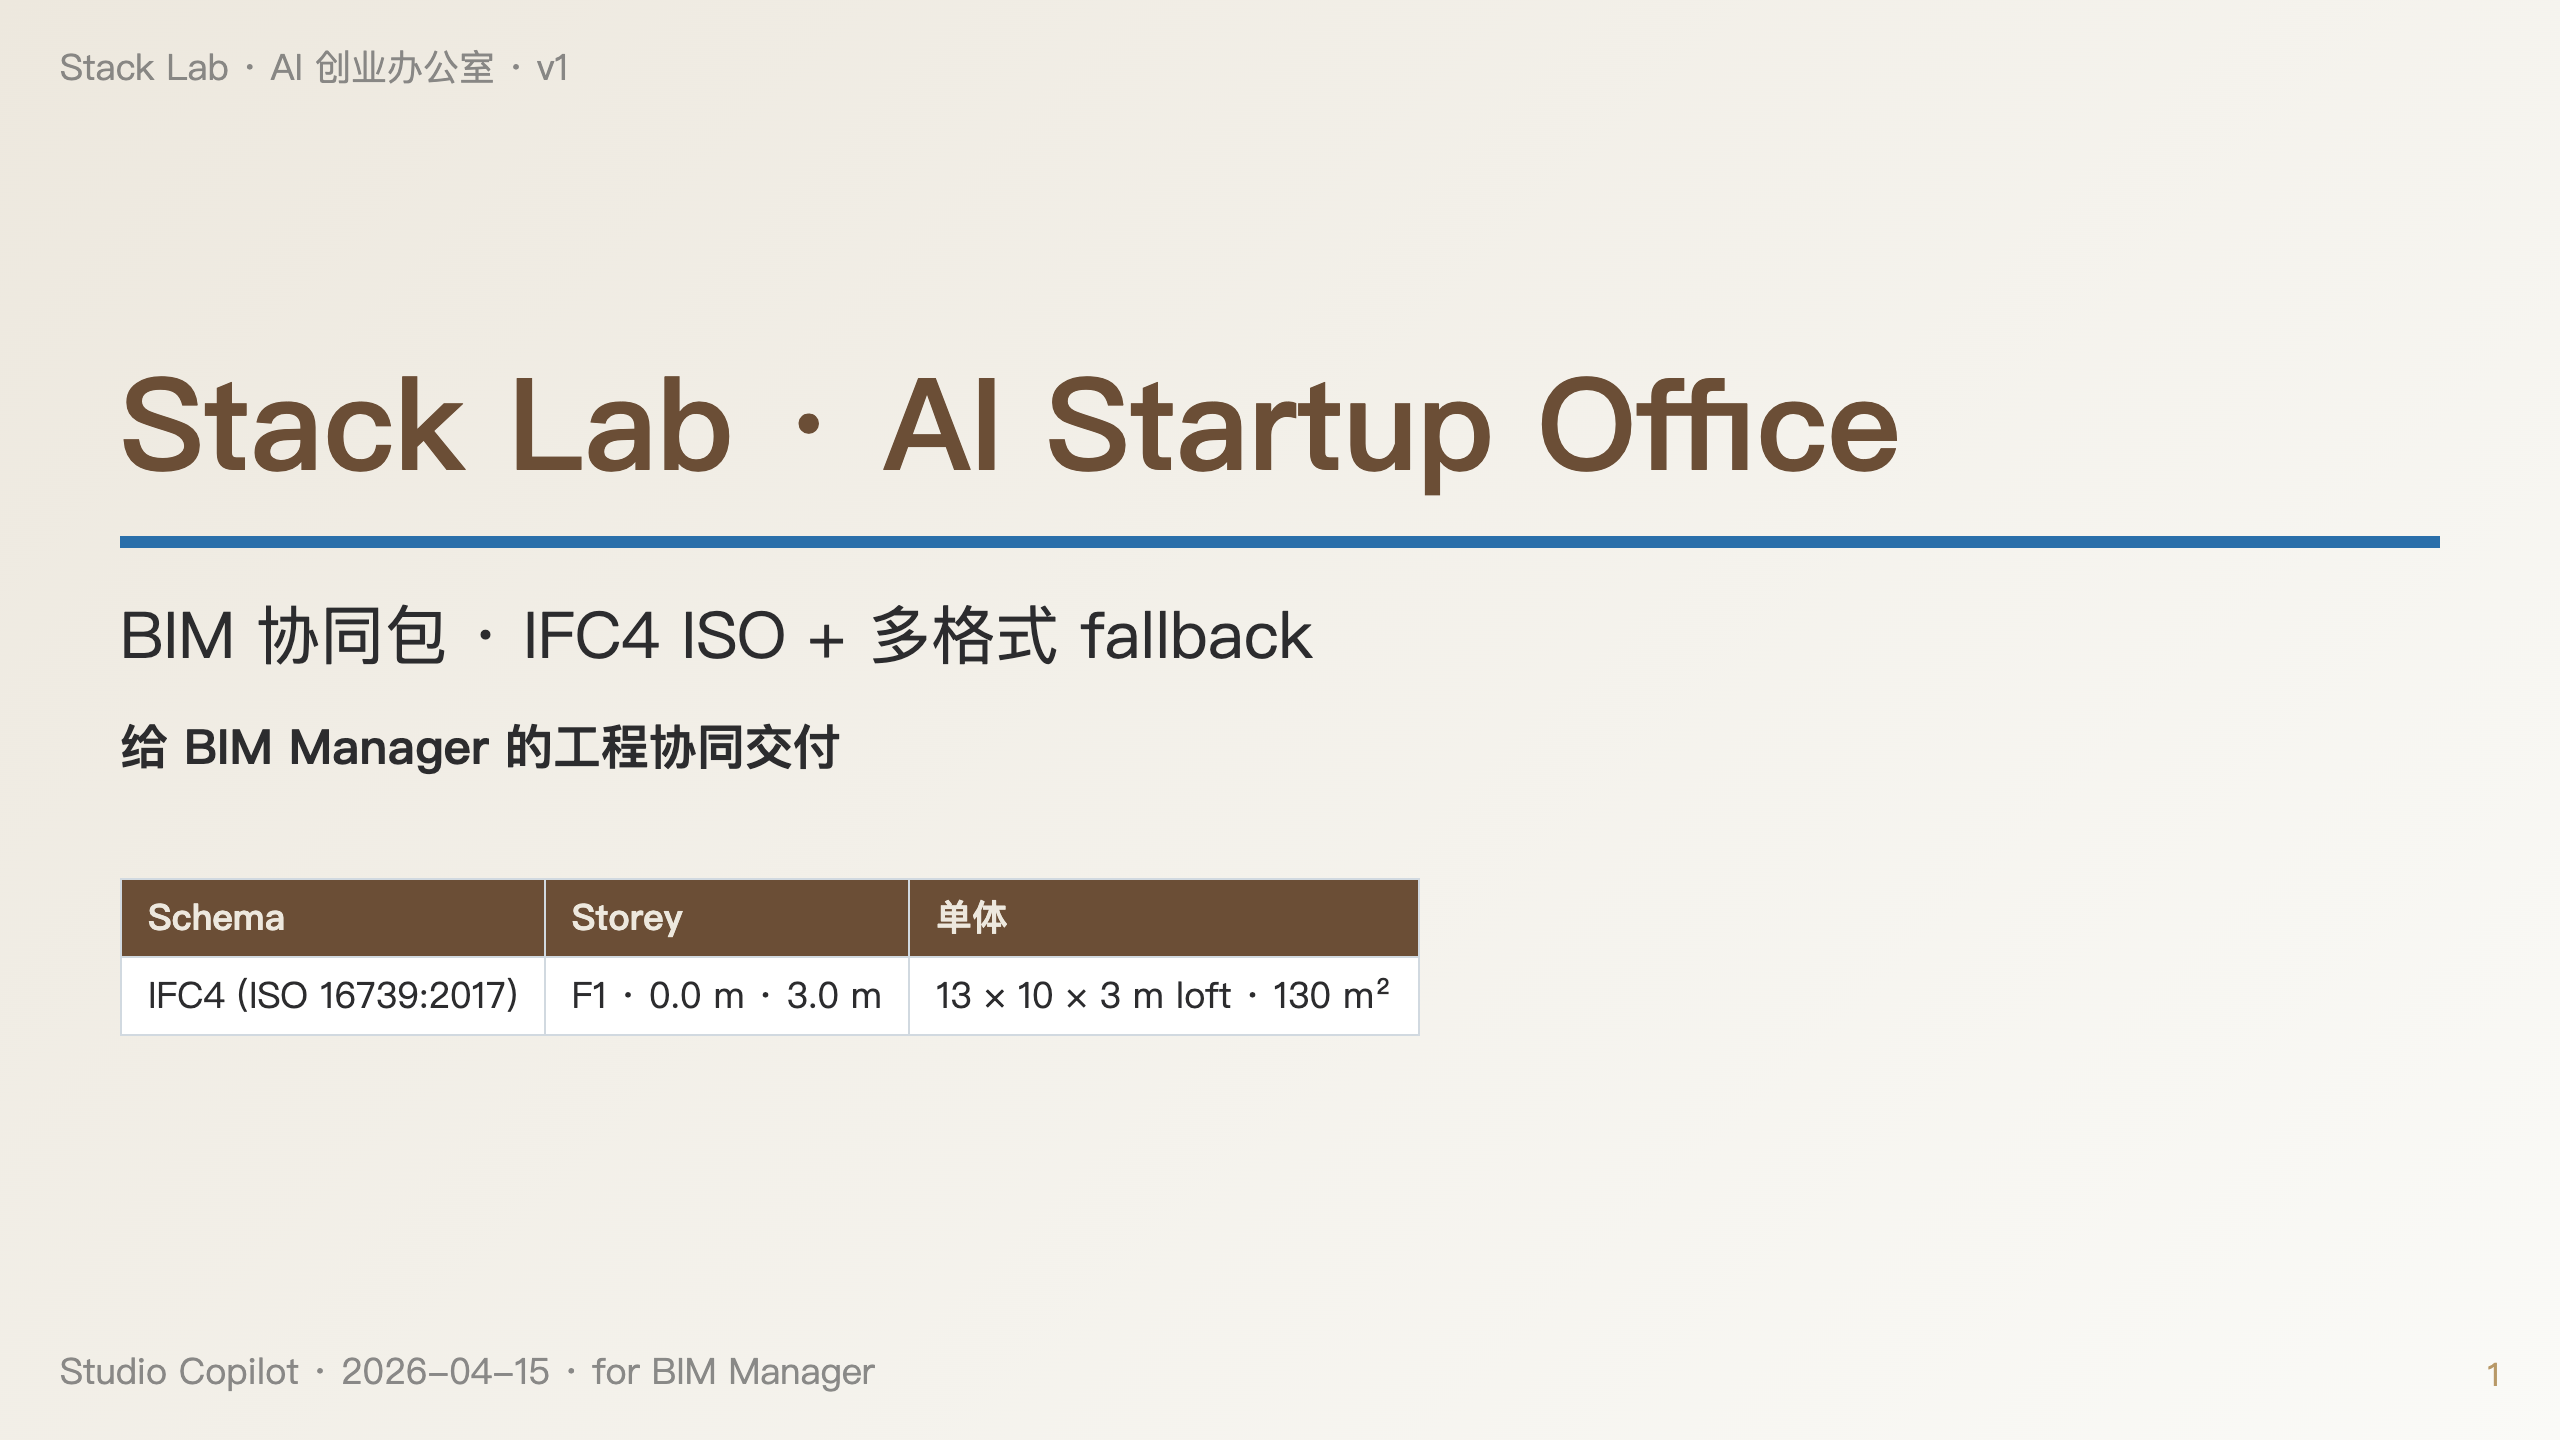 Stack Lab · AI 创业办公室 · v1
Stack Lab · AI Startup Office
BIM 协同包 · IFC4 ISO + 多格式 fallback
给 BIM Manager 的工程协同交付
Schema Storey 单体
IFC4 (ISO 16739:2017) F1 · 0.0 m · 3.0 m 13 × 10 × 3 m loft · 130 m²
Studio Copilot · 2026-04-15 · for BIM Manager
1